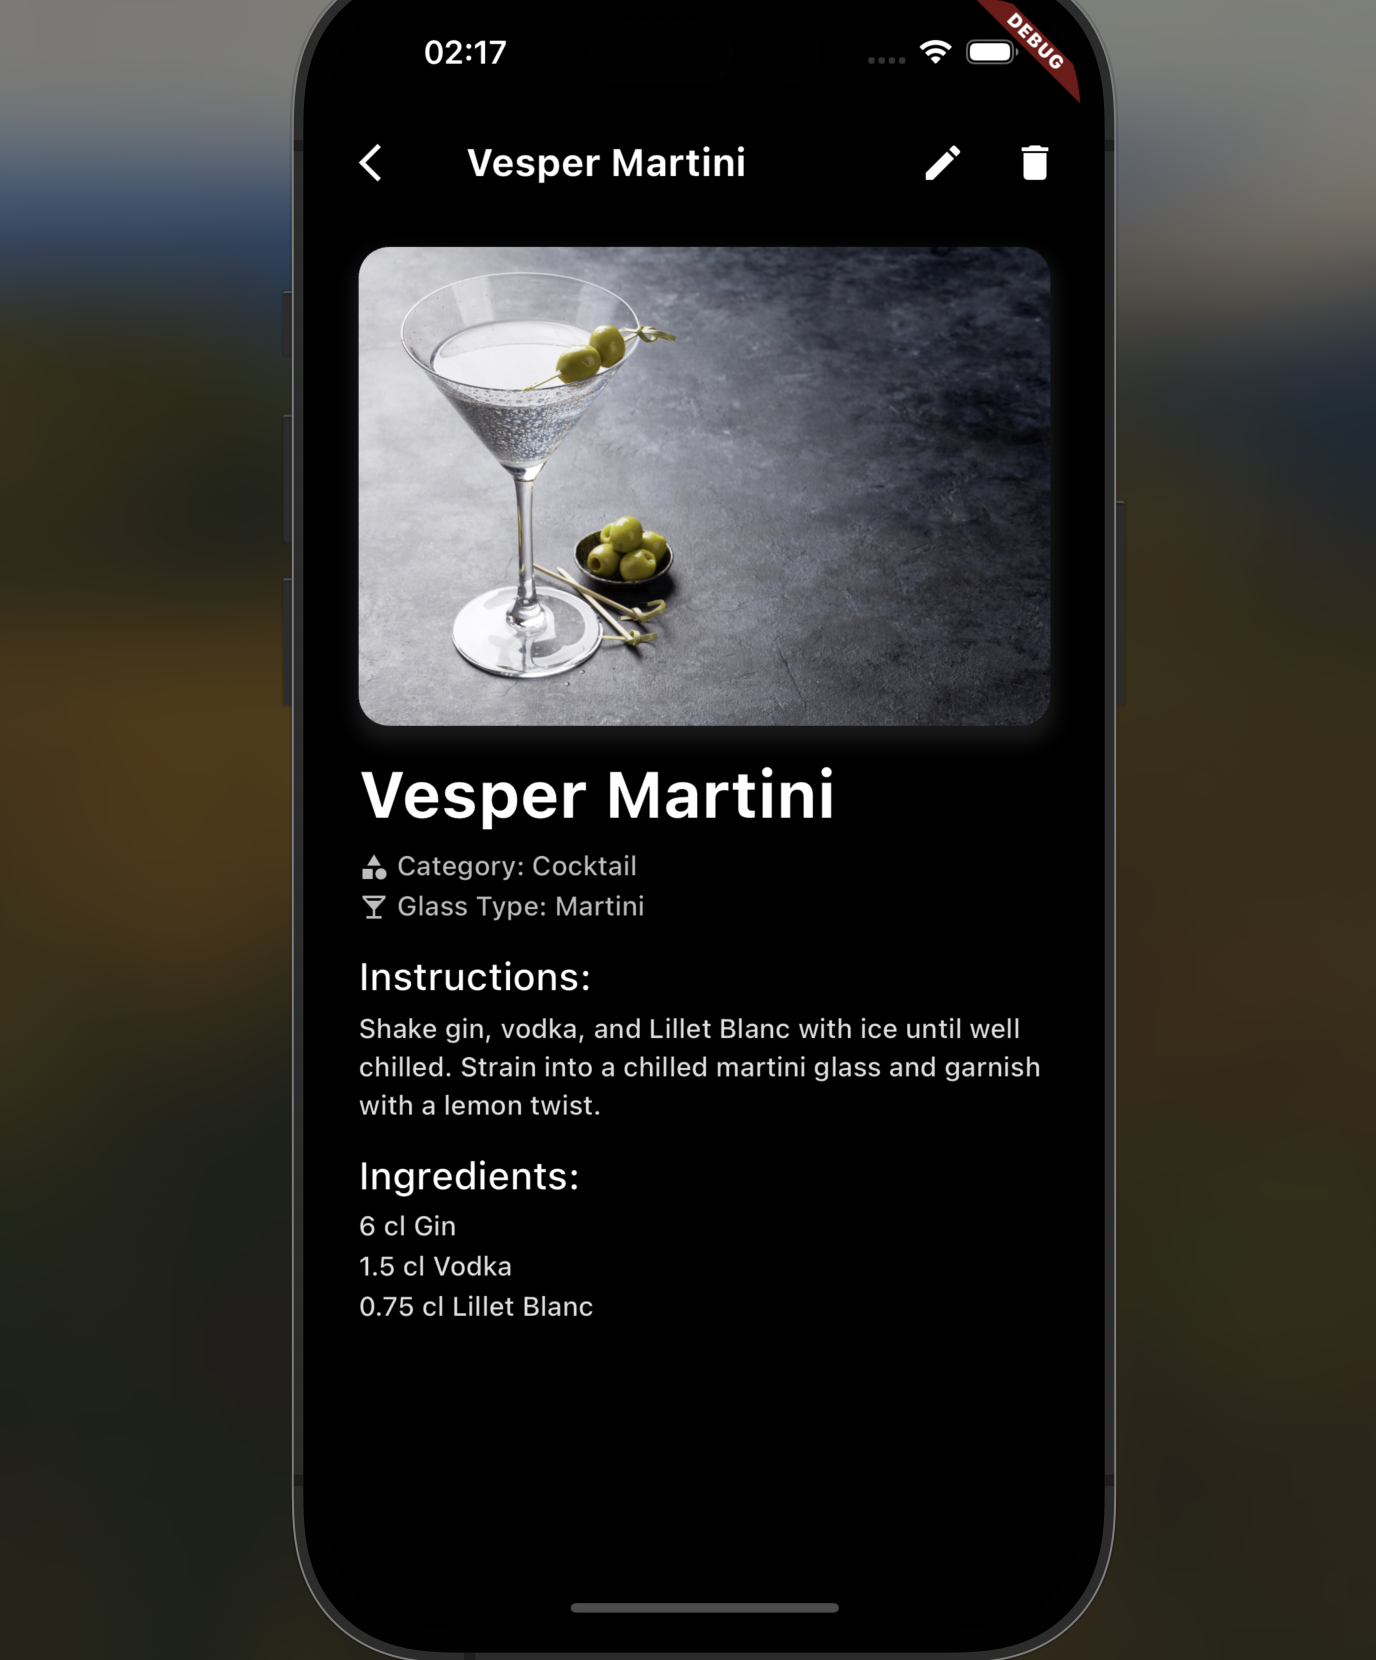 02:17
DEBUG
Vesper Martini
Vesper Martini
Category: Cocktail
Glass Type: Martini
Instructions:
Shake gin, vodka, and Lillet Blanc with ice until well
chilled. Strain into a chilled martini glass and garnish
with a lemon twist.
Ingredients:
6 cl Gin
1.5 cl Vodka
0.75 cl Lillet Blanc